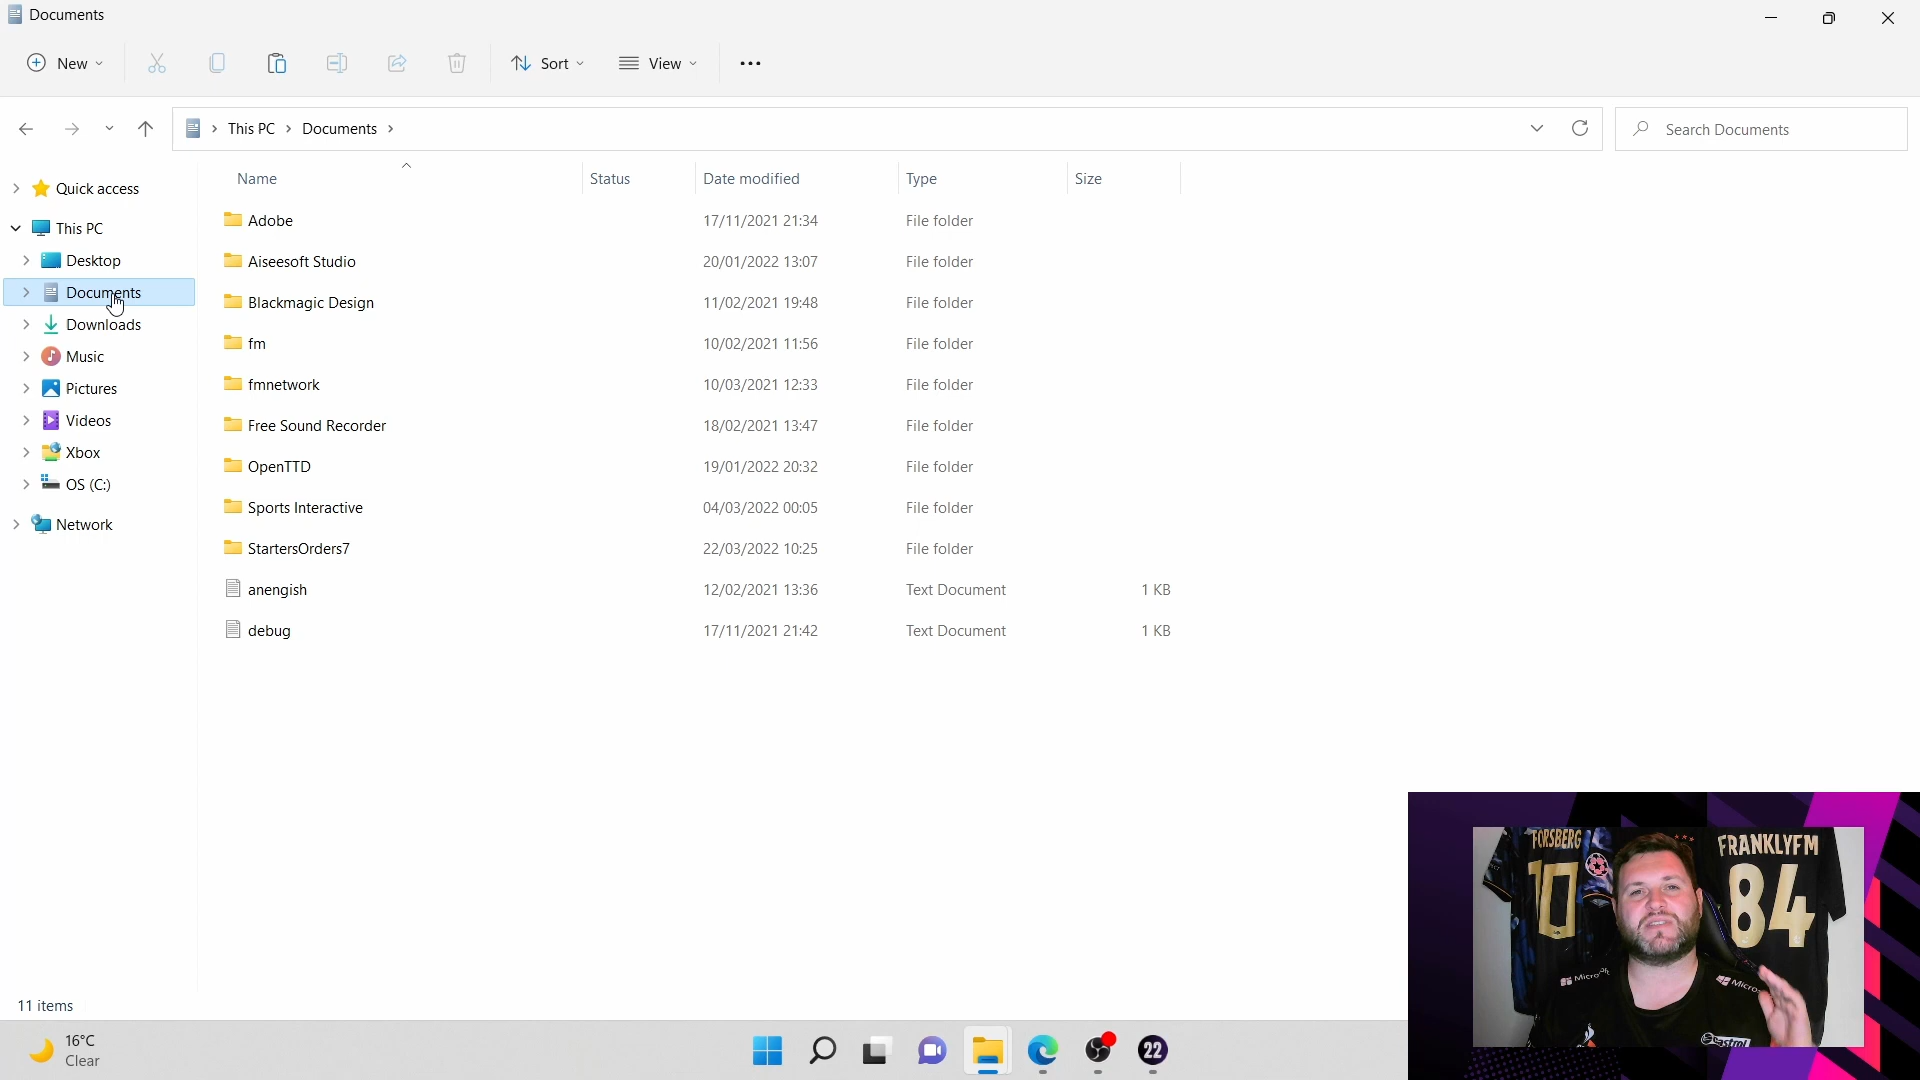 Documents
New
Sort
View
This PC
Documents
Search Documents
Quick access
This PC
Desktop
Documents
Downloads
Music
Pictures
Videos
Xbox
OS (C:)
Network
Name Status Date modified Type Size
Adobe 17/11/2021 21:34 File folder
Aiseesoft Studio 20/01/2022 13:07 File folder
Blackmagic Design 11/02/2021 19:48 File folder
fm 10/02/2021 11:56 File folder
fmnetwork 10/03/2021 12:33 File folder
Free Sound Recorder 18/02/2021 13:47 File folder
OpenTTD 19/01/2022 20:32 File folder
Sports Interactive 04/03/2022 00:05 File folder
StartersOrders7 22/03/2022 10:25 File folder
anengish 12/02/2021 13:36 Text Document 1 KB
debug 17/11/2021 21:42 Text Document 1 KB
FORSBERG
10
FRANKLYFM
84
11 items
16°C
Clear
22